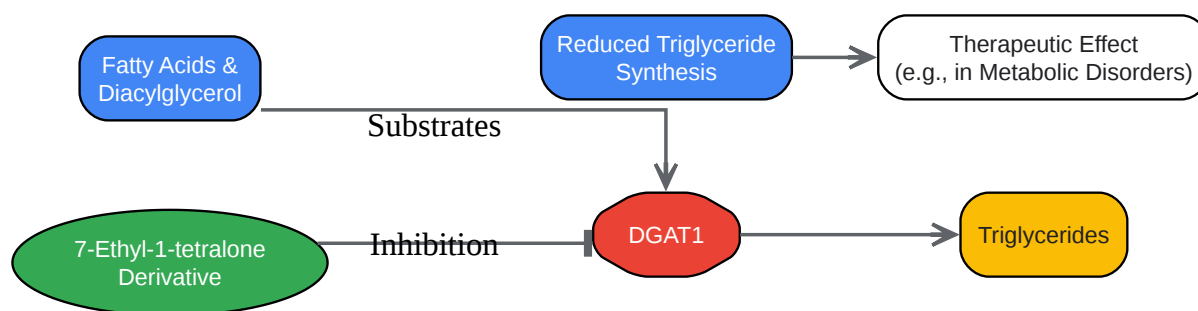 Fatty Acids &
Diacylglycerol
Reduced Triglyceride
Synthesis
Therapeutic Effect
(e.g., in Metabolic Disorders)
Substrates
7-Ethyl-1-tetralone
Derivative
Inhibition
DGAT1
Triglycerides